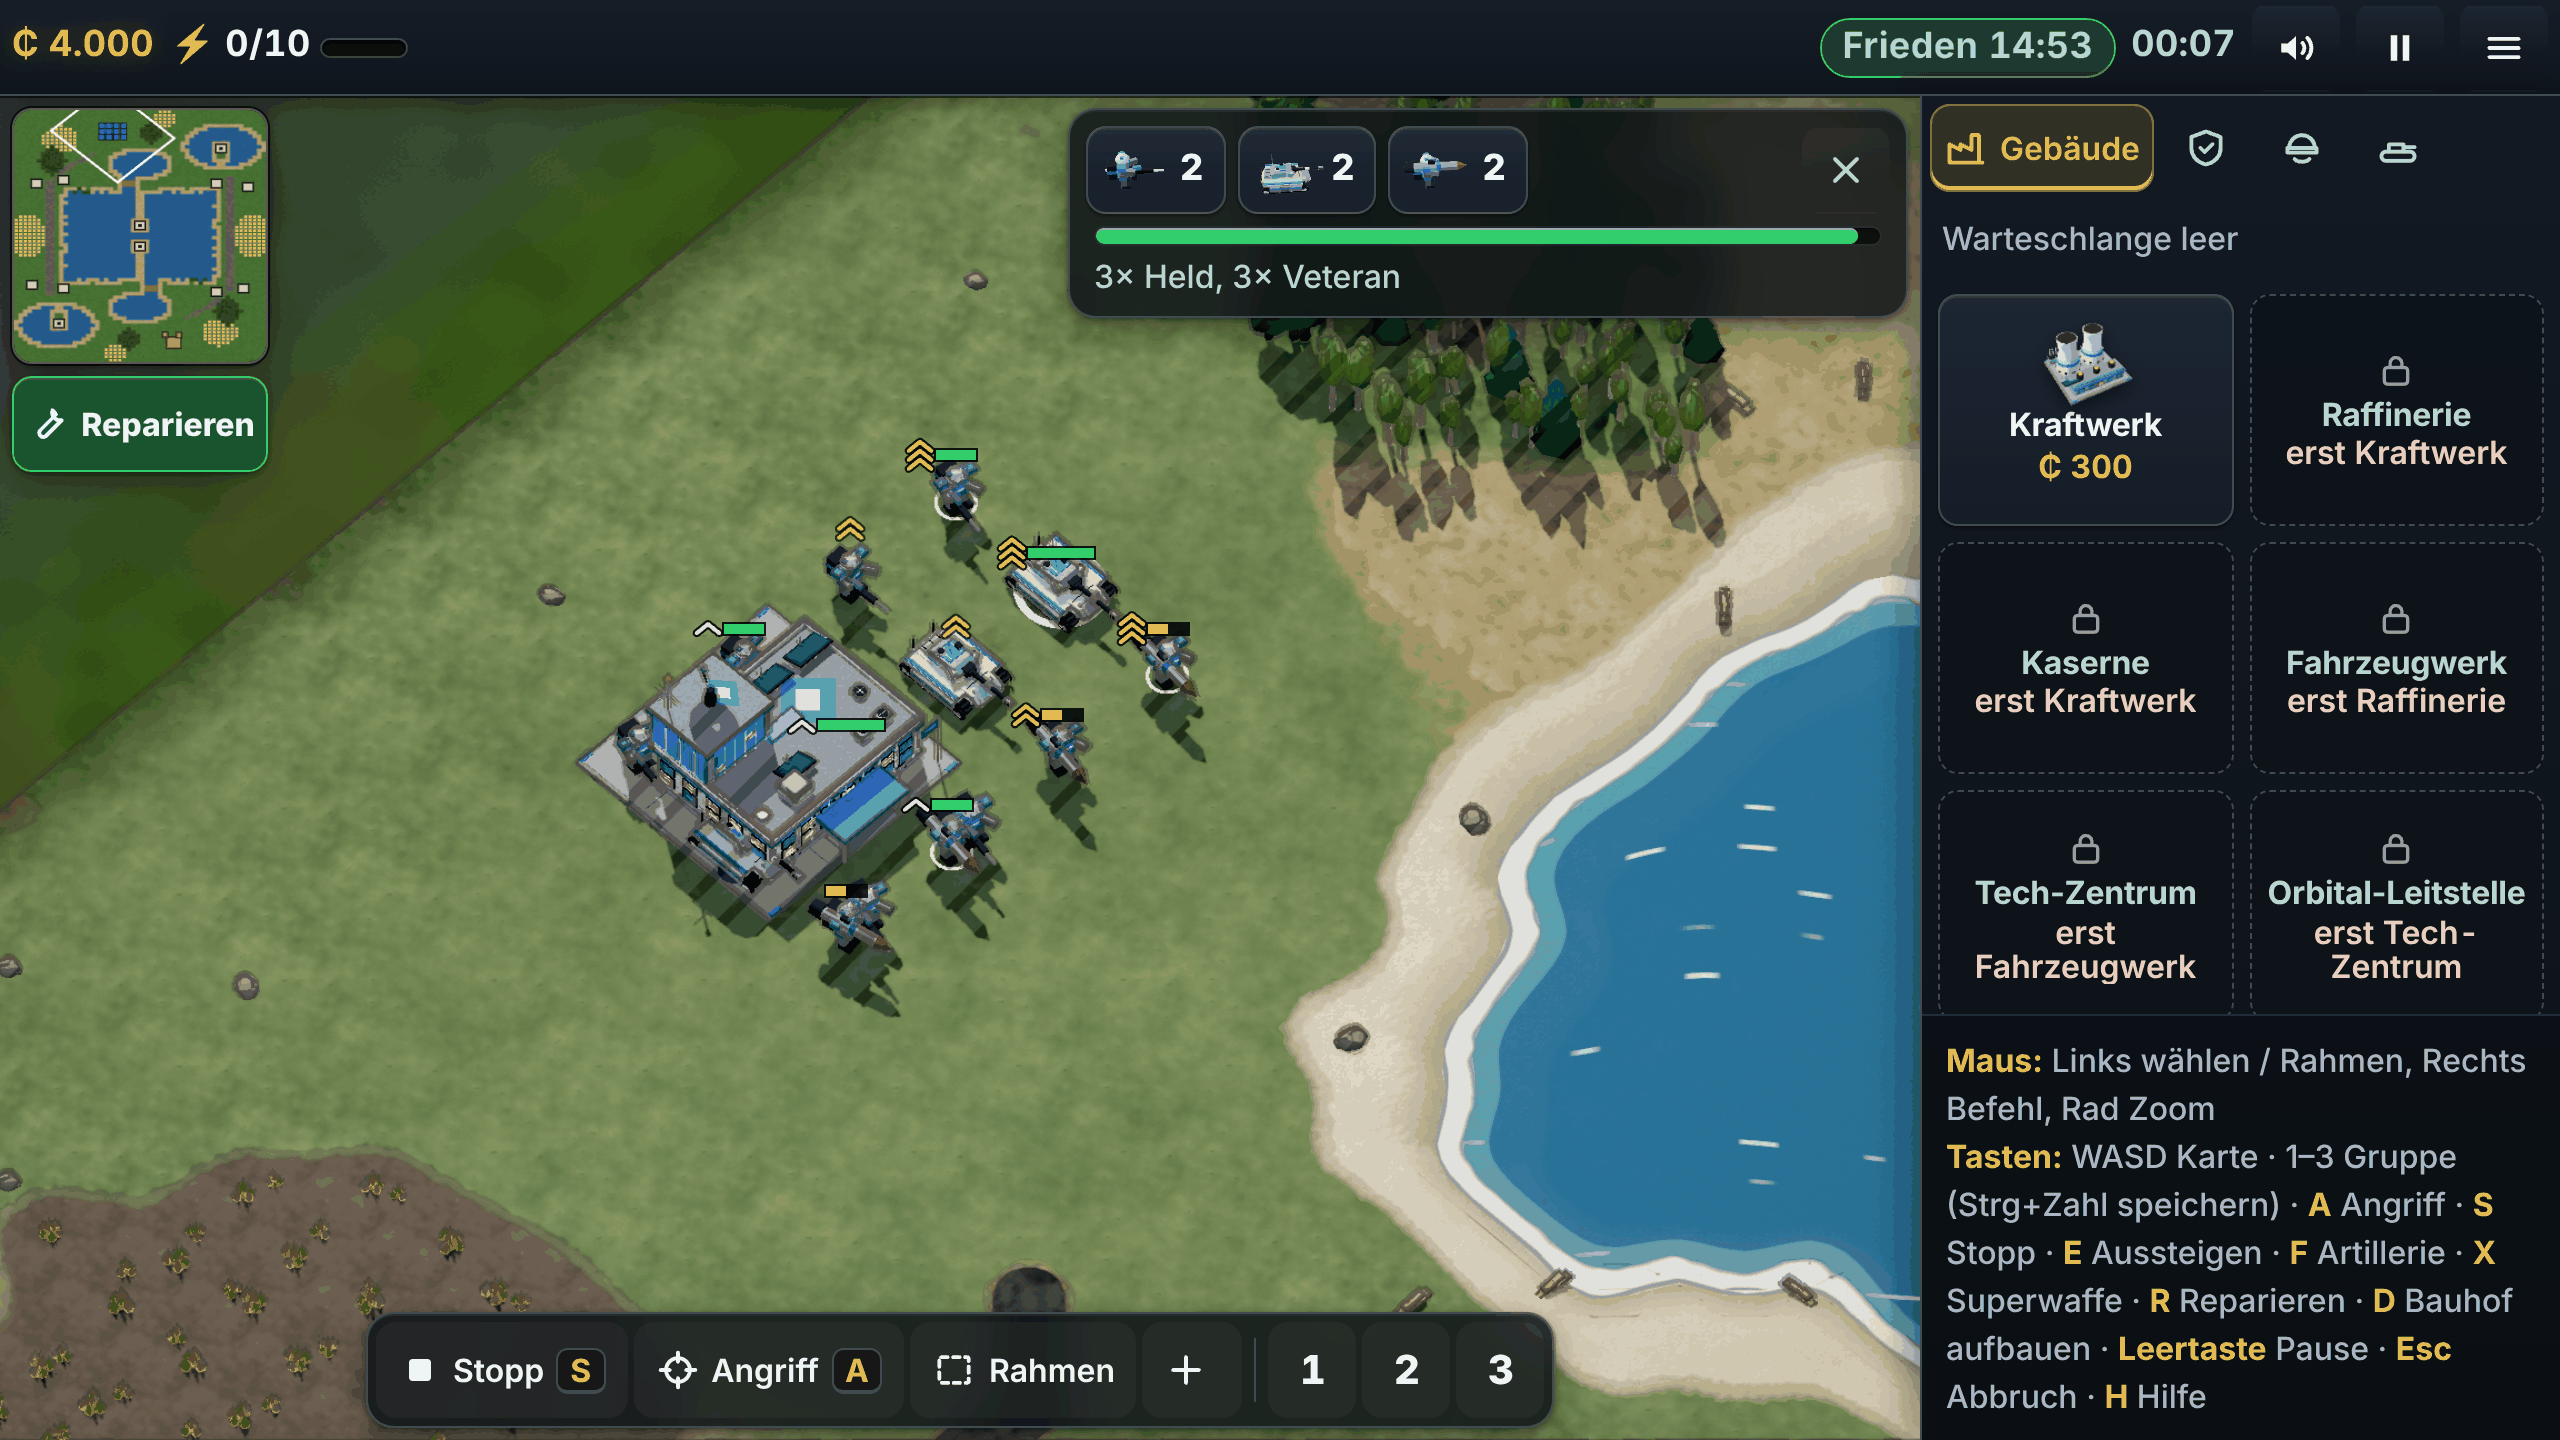 ₵ 4.000 0/10
Frieden 14:53 00:07
2 2 2
3× Held, 3× Veteran
Reparieren
Gebäude
Warteschlange leer
Kraftwerk
₵ 300
Raffinerie
erst Kraftwerk
Kaserne
erst Kraftwerk
Fahrzeugwerk
erst Raffinerie
Tech-Zentrum
erst
Fahrzeugwerk
Orbital-Leitstelle
erst Tech-
Zentrum
Maus: Links wählen / Rahmen, Rechts
Befehl, Rad Zoom
Tasten: WASD Karte · 1–3 Gruppe
(Strg+Zahl speichern) · A Angriff · S
Stopp · E Aussteigen · F Artillerie · X
Superwaffe · R Reparieren · D Bauhof
aufbauen · Leertaste Pause · Esc
Abbruch · H Hilfe
Stopp S Angriff A Rahmen + 1 2 3